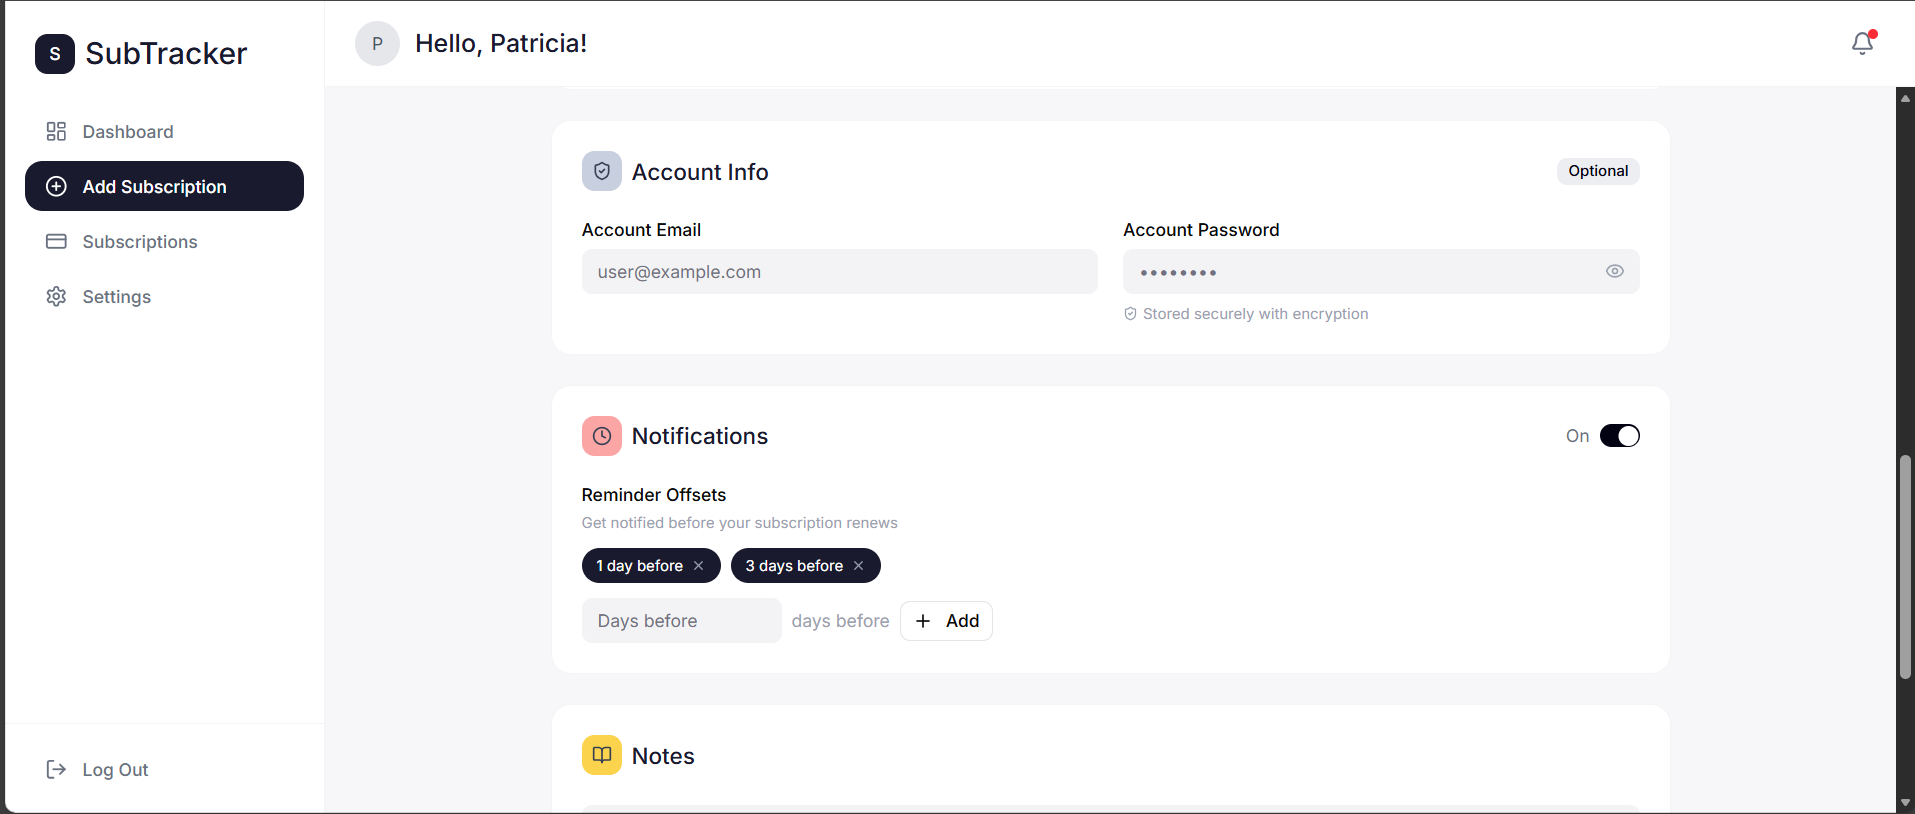 S SubTracker
Dashboard
Add Subscription
Subscriptions
Settings
Log Out
P Hello, Patricia!
Account Info
Optional
Account Email
user@example.com
Account Password
••••••••
Stored securely with encryption
Notifications
On
Reminder Offsets
Get notified before your subscription renews
1 day before × 3 days before ×
Days before days before + Add
Notes